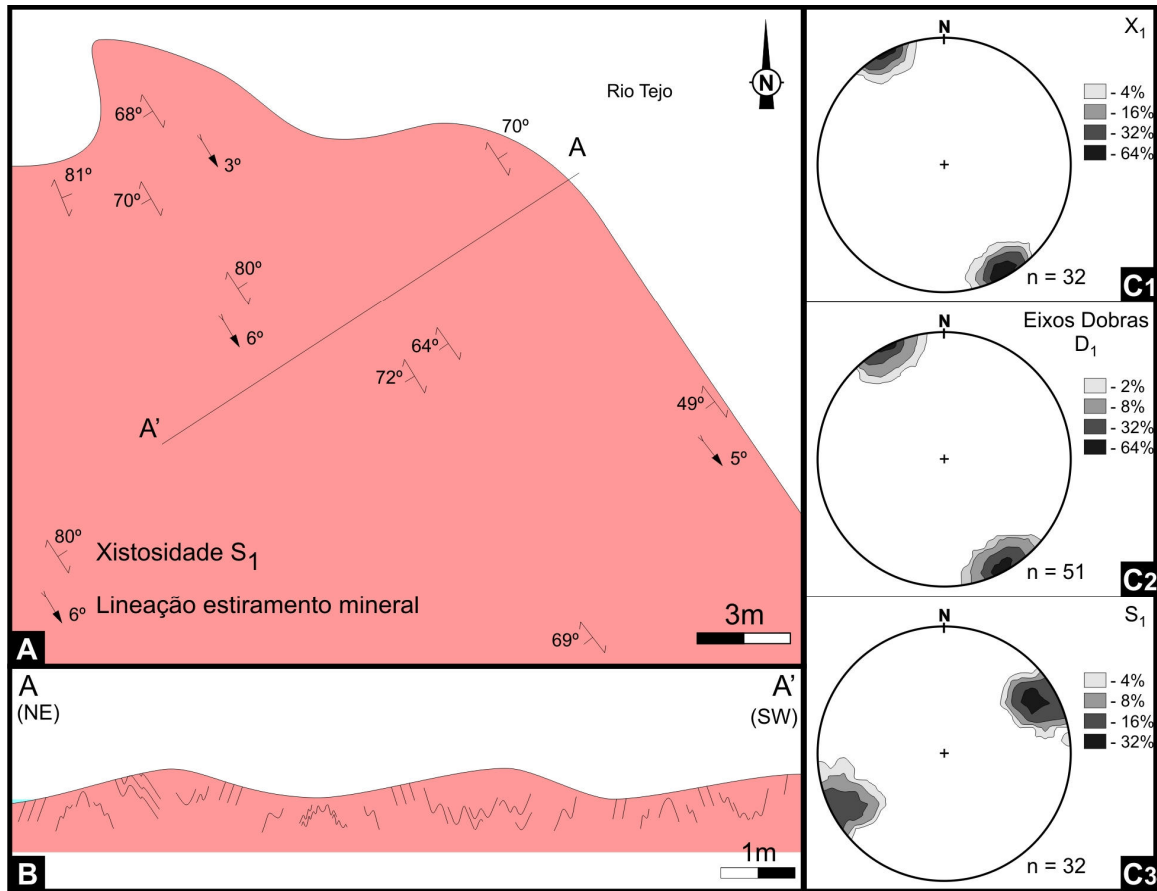 N
Rio Tejo
68º
3º
70º
A
81º
70º
80º
6º
64º
72º
A'
49º
5º
80º
Xistosidade S1
6º
Lineação estiramento mineral
3m
69º
A
A
(NE)
A'
(SW)
1m
B
N
X1
- 4%
- 16%
- 32%
- 64%
n = 32
C1
N
Eixos Dobras
D1
- 2%
- 8%
- 32%
- 64%
n = 51
C2
N
S1
- 4%
- 8%
- 16%
- 32%
n = 32
C3